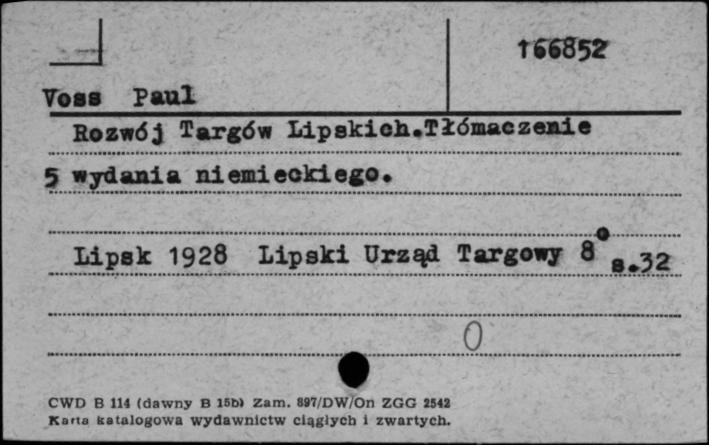 166852
Voss Paul
Rozwój Targów Lipskich.Tłómaczenie
5 wydania niemieckiego.
Lipsk 1928 Lipski Urząd Targowy 8° s.32
0
CWD B 114 (dawny B 15b) Zam. 897/DW/On ZGG 2542
Karta katalogowa wydawnictw ciągłych i zwartych.